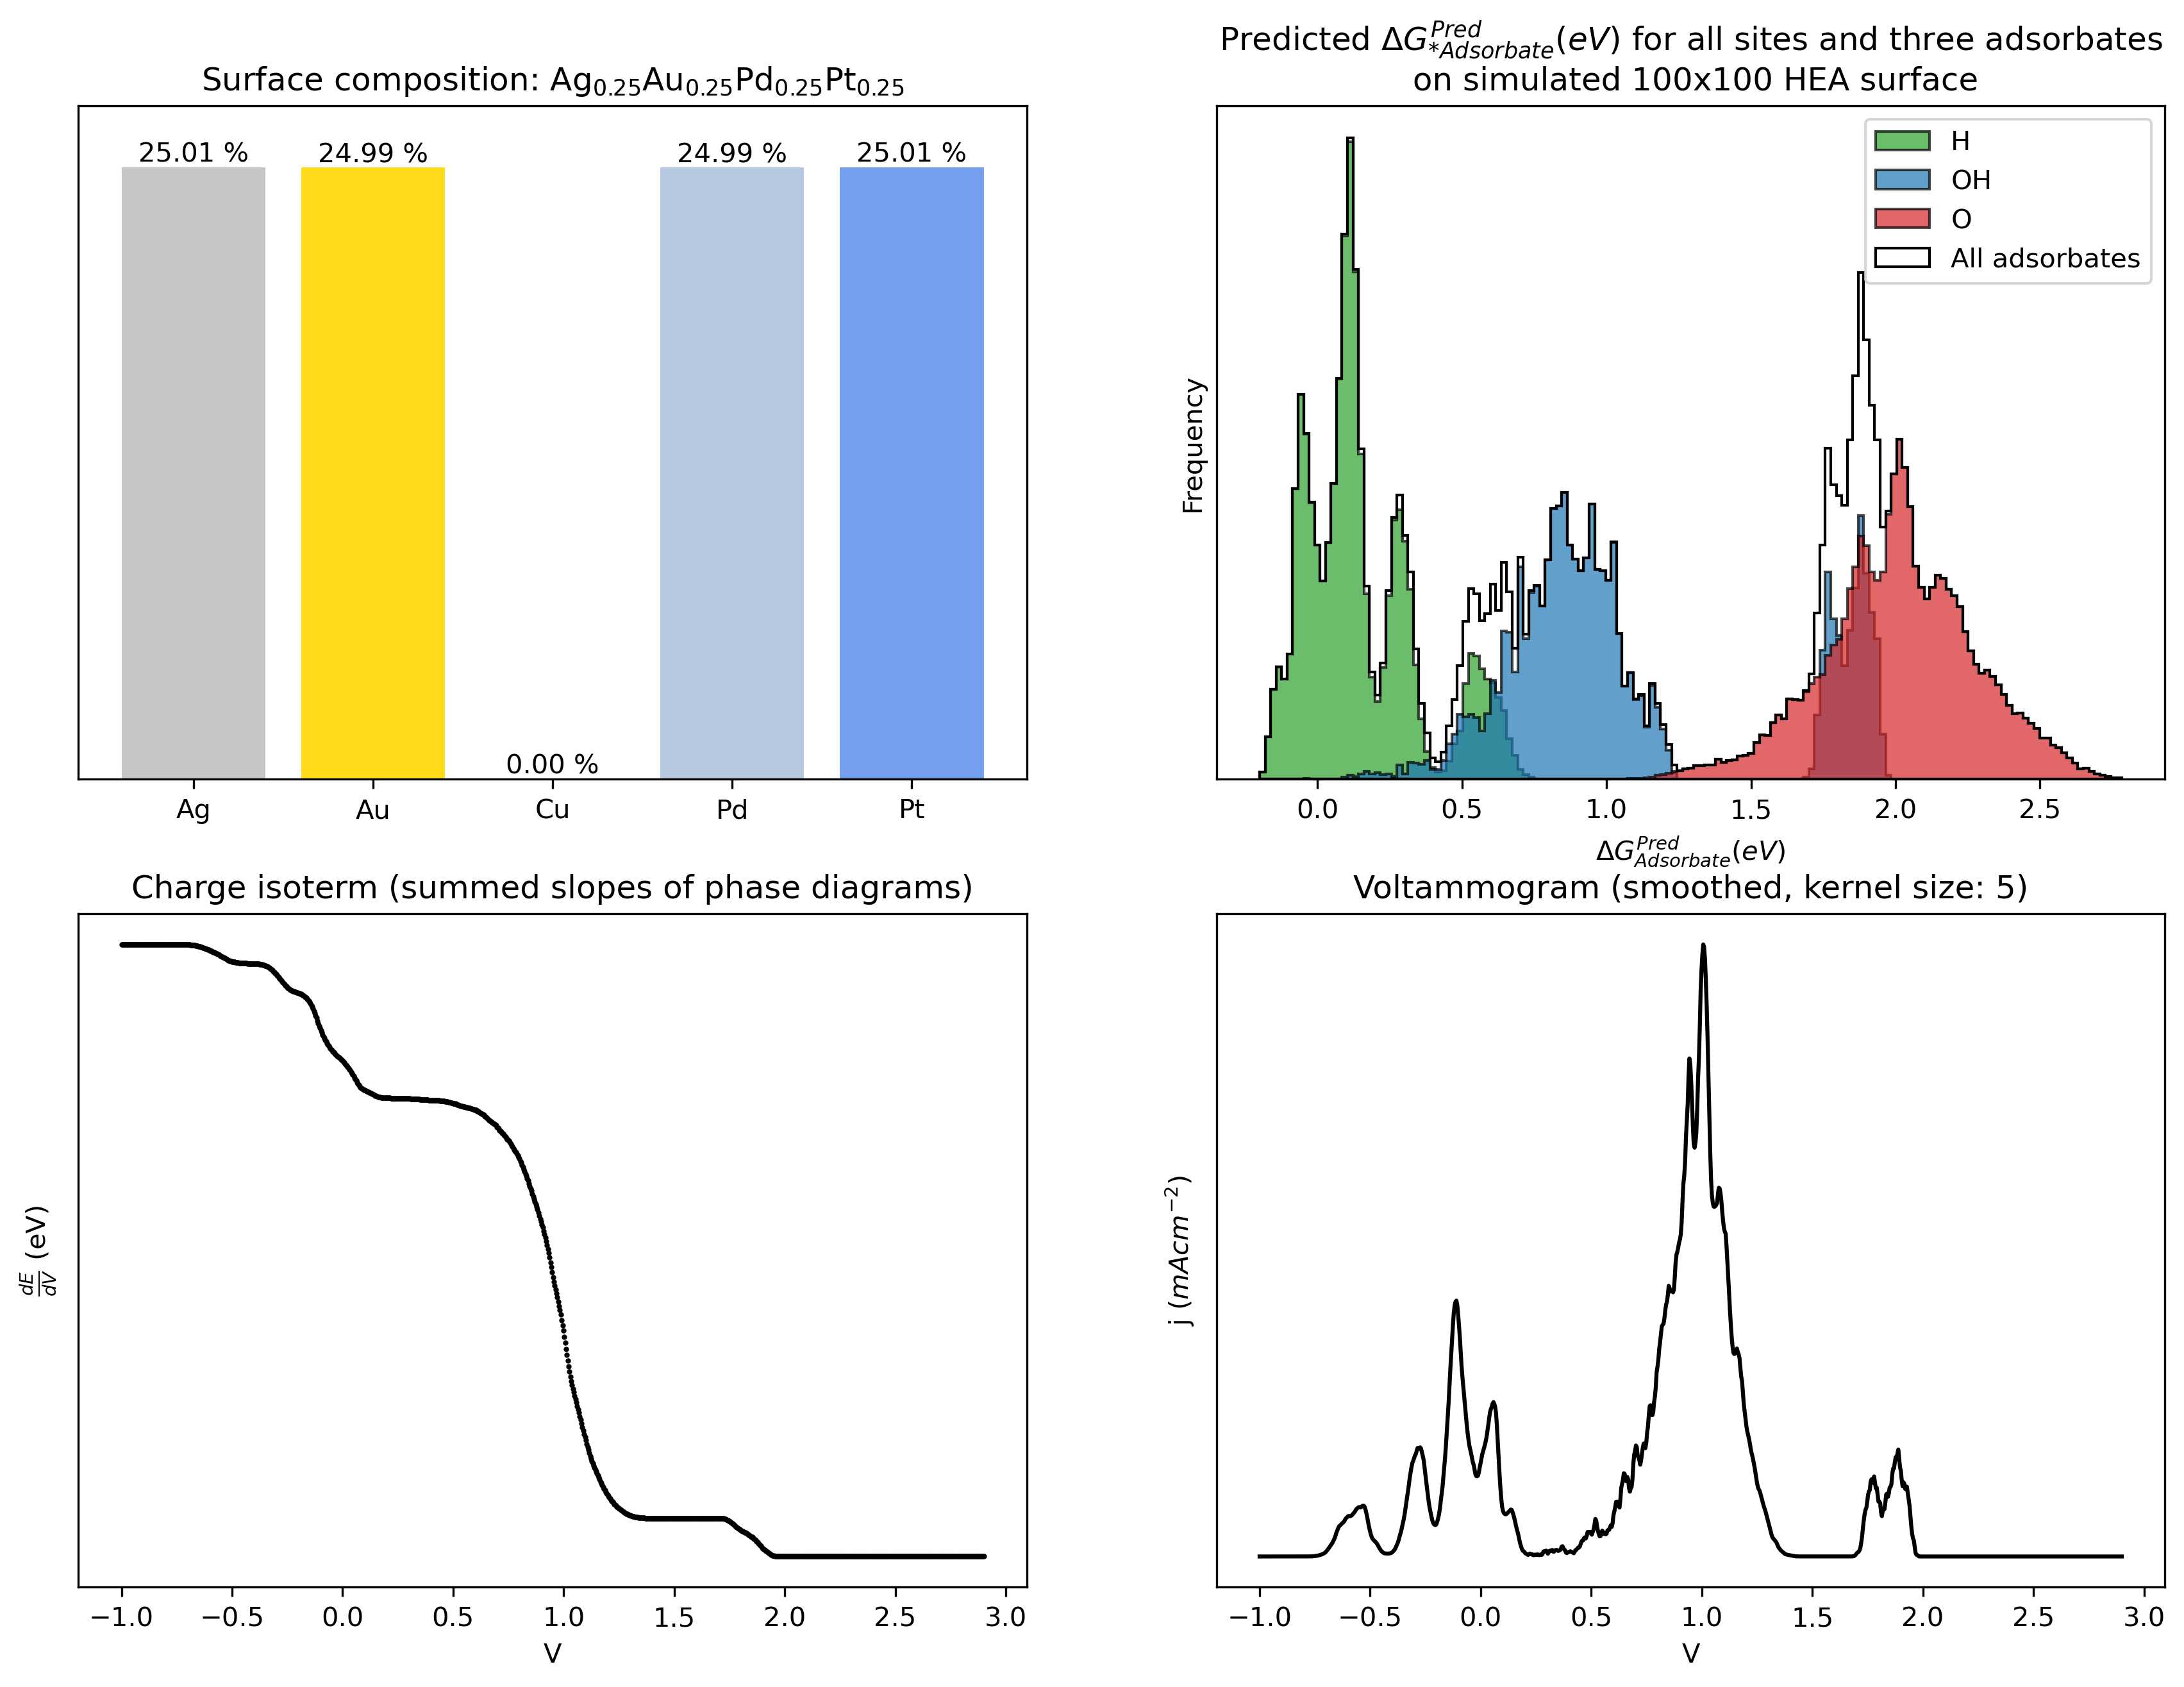 Surface composition: Ag₀.₂₅Au₀.₂₅Pd₀.₂₅Pt₀.₂₅
25.01 %
24.99 %
0.00 %
24.99 %
25.01 %
Ag Au Cu Pd Pt
Predicted ΔG^{Pred}_{*Adsorbate}(eV) for all sites and three adsorbates
on simulated 100x100 HEA surface
H
OH
O
All adsorbates
Frequency
0.0 0.5 1.0 1.5 2.0 2.5
ΔG^{Pred}_{Adsorbate}(eV)
Charge isoterm (summed slopes of phase diagrams)
dE/dV (eV)
−1.0 −0.5 0.0 0.5 1.0 1.5 2.0 2.5 3.0
V
Voltammogram (smoothed, kernel size: 5)
j (mAcm⁻²)
−1.0 −0.5 0.0 0.5 1.0 1.5 2.0 2.5 3.0
V